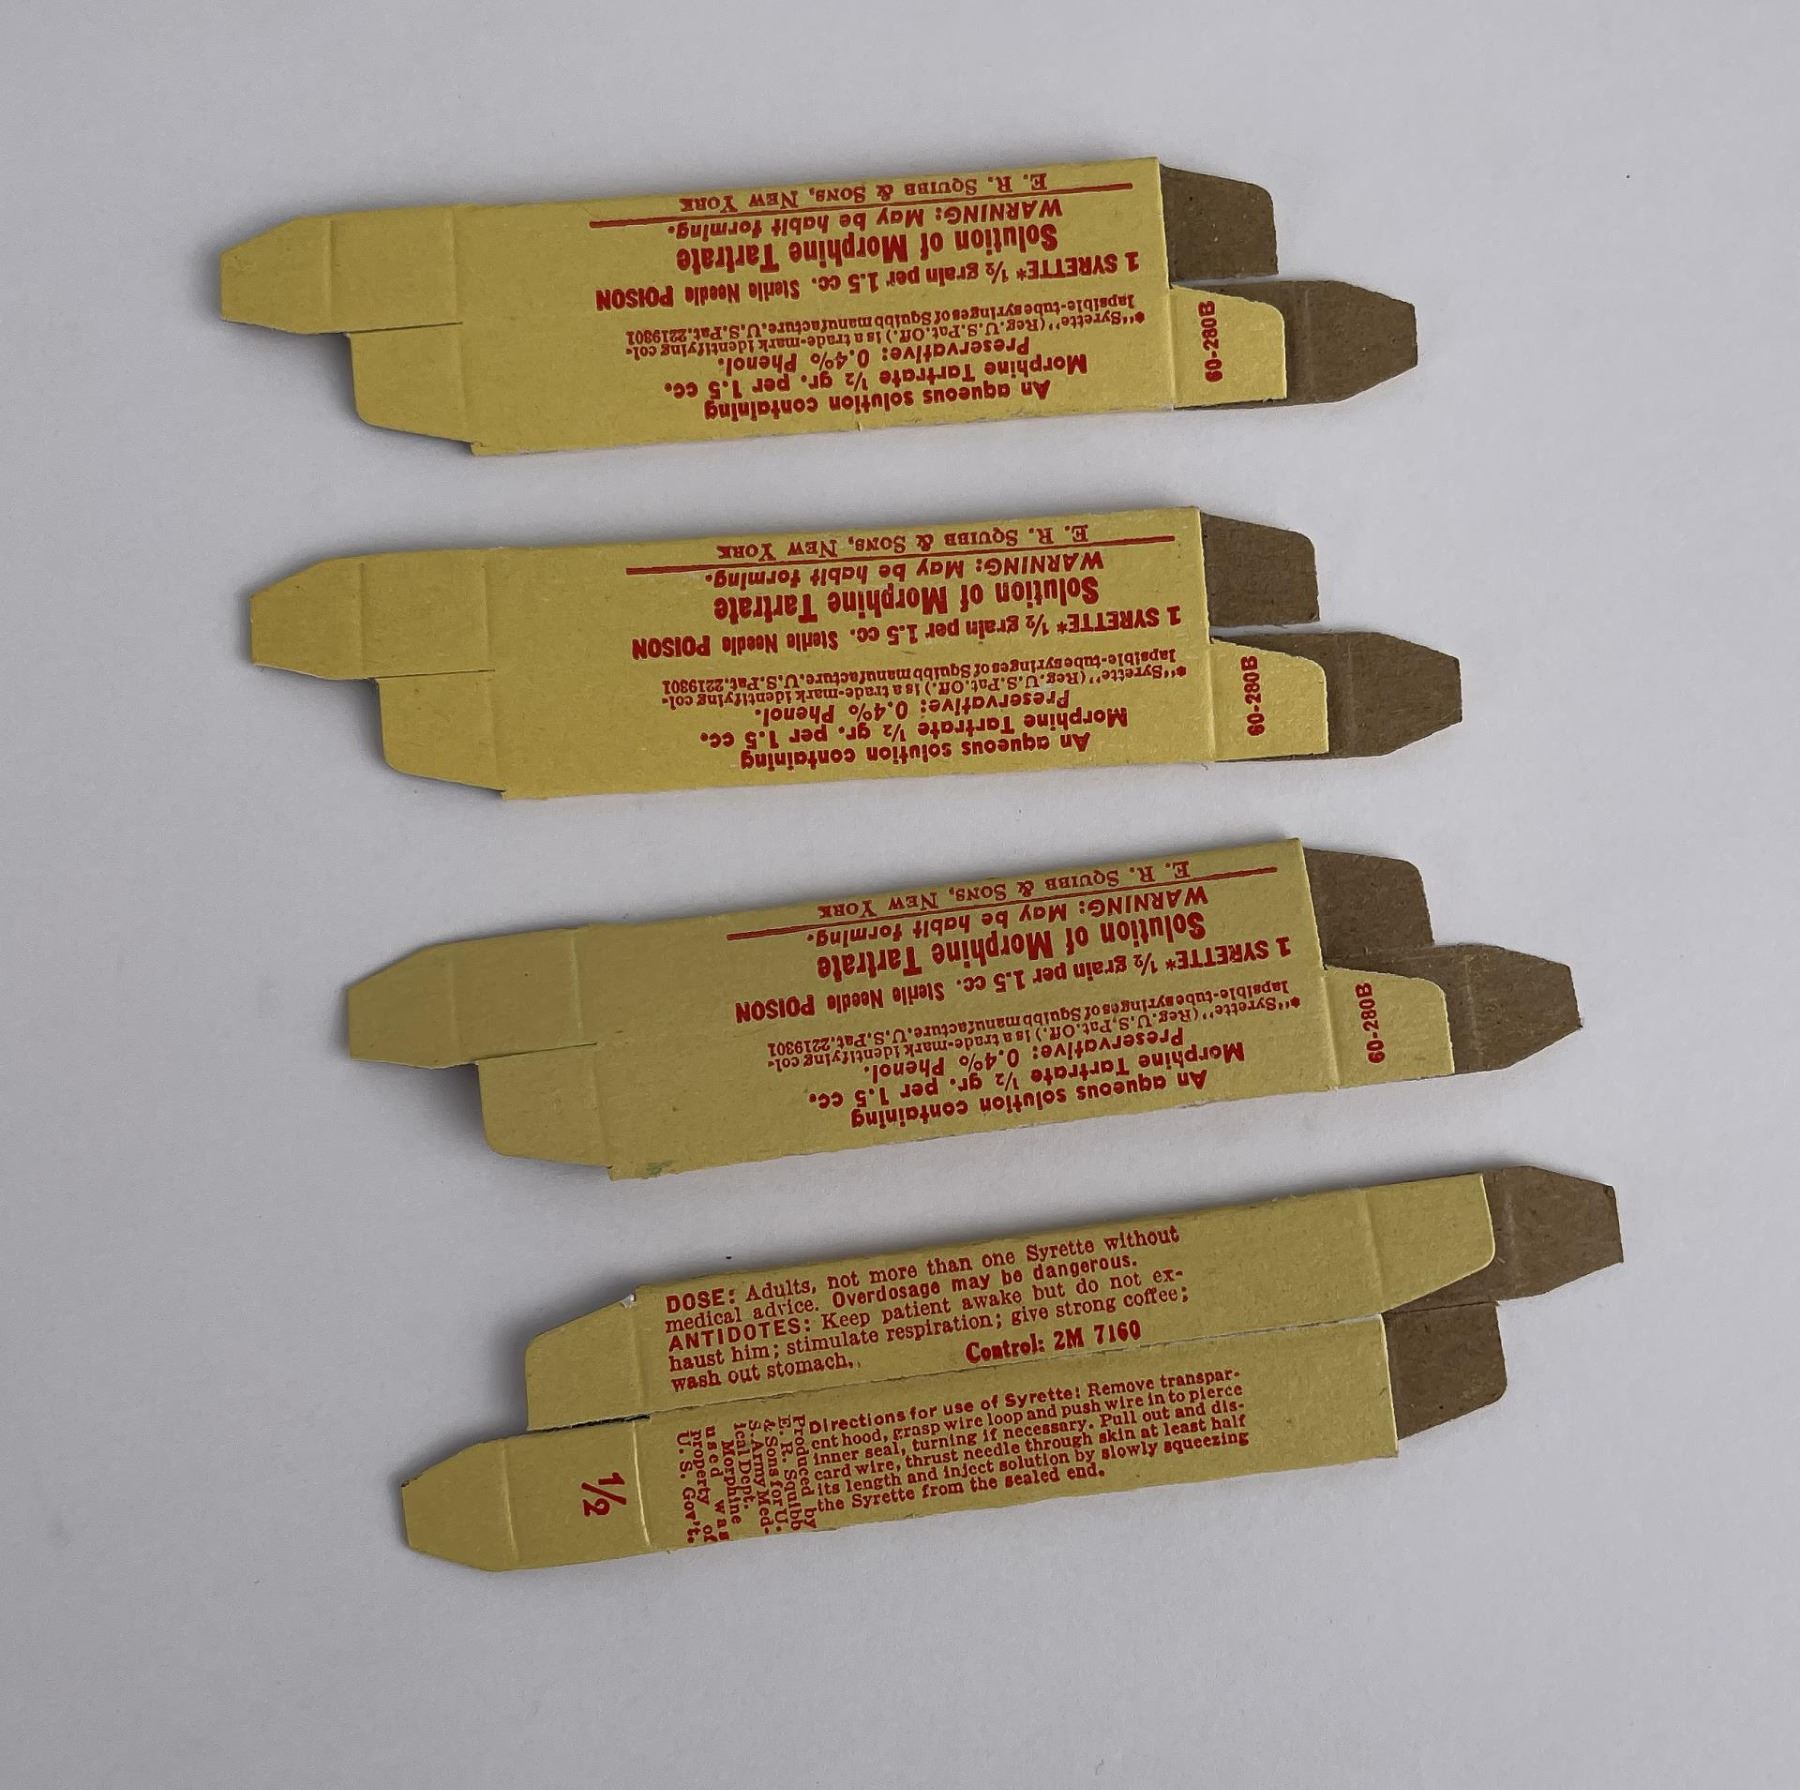 An aqueous solution containing
Morphine Tartrate ½ gr. per 1.5 cc.
Preservative: 0.4% Phenol.
*“Syrette” (Reg. U.S. Pat. Off.) is a trade-mark identifying col-
lapsible-tube syringes of Squibb manufacture. U.S. Pat. 2219301
1 SYRETTE* ½ grain per 1.5 cc. Sterile Needle POISON
Solution of Morphine Tartrate
WARNING: May be habit forming.
E. R. SQUIBB & SONS, NEW YORK
60-280B
An aqueous solution containing
Morphine Tartrate ½ gr. per 1.5 cc.
Preservative: 0.4% Phenol.
*“Syrette” (Reg. U.S. Pat. Off.) is a trade-mark identifying col-
lapsible-tube syringes of Squibb manufacture. U.S. Pat. 2219301
1 SYRETTE* ½ grain per 1.5 cc. Sterile Needle POISON
Solution of Morphine Tartrate
WARNING: May be habit forming.
E. R. SQUIBB & SONS, NEW YORK
60-280B
An aqueous solution containing
Morphine Tartrate ½ gr. per 1.5 cc.
Preservative: 0.4% Phenol.
*“Syrette” (Reg. U.S. Pat. Off.) is a trade-mark identifying col-
lapsible-tube syringes of Squibb manufacture. U.S. Pat. 2219301
1 SYRETTE* ½ grain per 1.5 cc. Sterile Needle POISON
Solution of Morphine Tartrate
WARNING: May be habit forming.
E. R. SQUIBB & SONS, NEW YORK
60-280B
DOSE: Adults, not more than one Syrette without
medical advice. Overdosage may be dangerous.
ANTIDOTES: Keep patient awake but do not ex-
haust him; stimulate respiration; give strong coffee;
wash out stomach.
Control: 2M 7160
Directions for use of Syrette: Remove transpar-
ent hood, grasp wire loop and push wire in to pierce
inner seal, turning if necessary. Pull out and dis-
card wire, thrust needle through skin at least half
its length and inject solution by slowly squeezing
the Syrette from the sealed end.
Produced by
E. R. Squibb
& Sons for U.
S. Army Med-
ical Dept.
Morphine
used was
property of
U. S. Gov't.
½